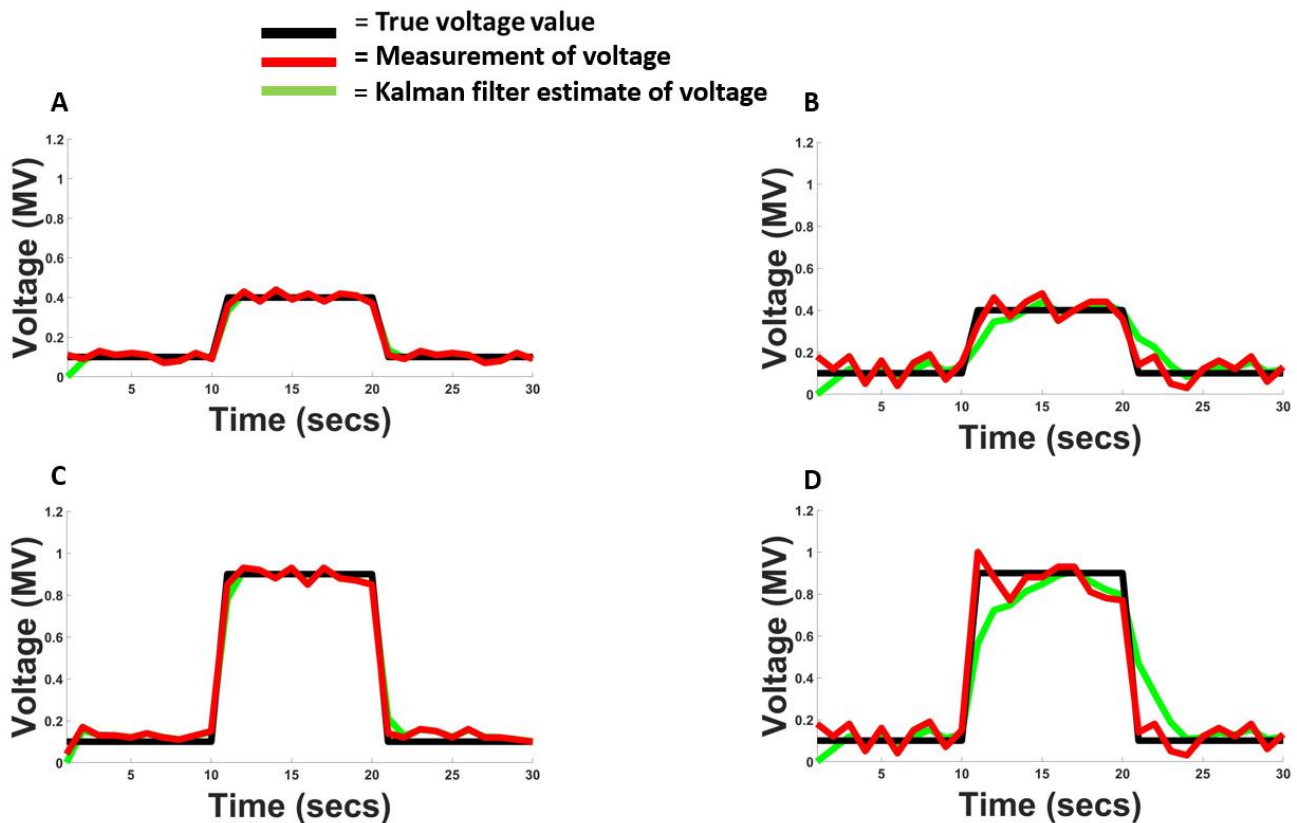 = True voltage value
= Measurement of voltage
= Kalman filter estimate of voltage
A
1.2
1
0.8
0.6
0.4
0.2
0
Voltage (MV)
5 10 15 20 25 30
Time (secs)
B
1.2
1
0.8
0.6
0.4
0.2
0
Voltage (MV)
5 10 15 20 25 30
Time (secs)
C
1.2
1
0.8
0.6
0.4
0.2
0
Voltage (MV)
5 10 15 20 25 30
Time (secs)
D
1.2
1
0.8
0.6
0.4
0.2
0
Voltage (MV)
5 10 15 20 25 30
Time (secs)